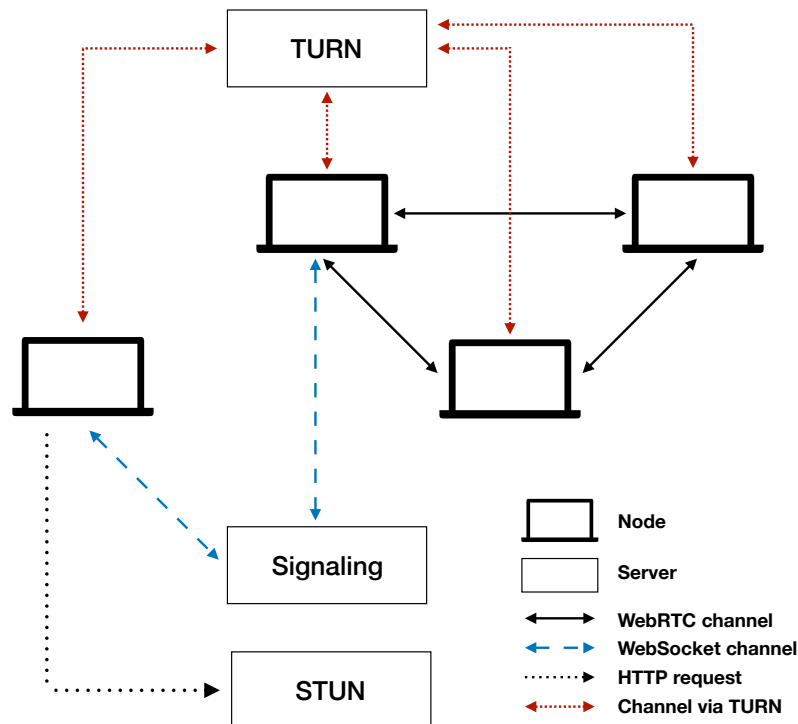 TURN
Signaling
STUN
Node
Server
WebRTC channel
WebSocket channel
HTTP request
Channel via TURN